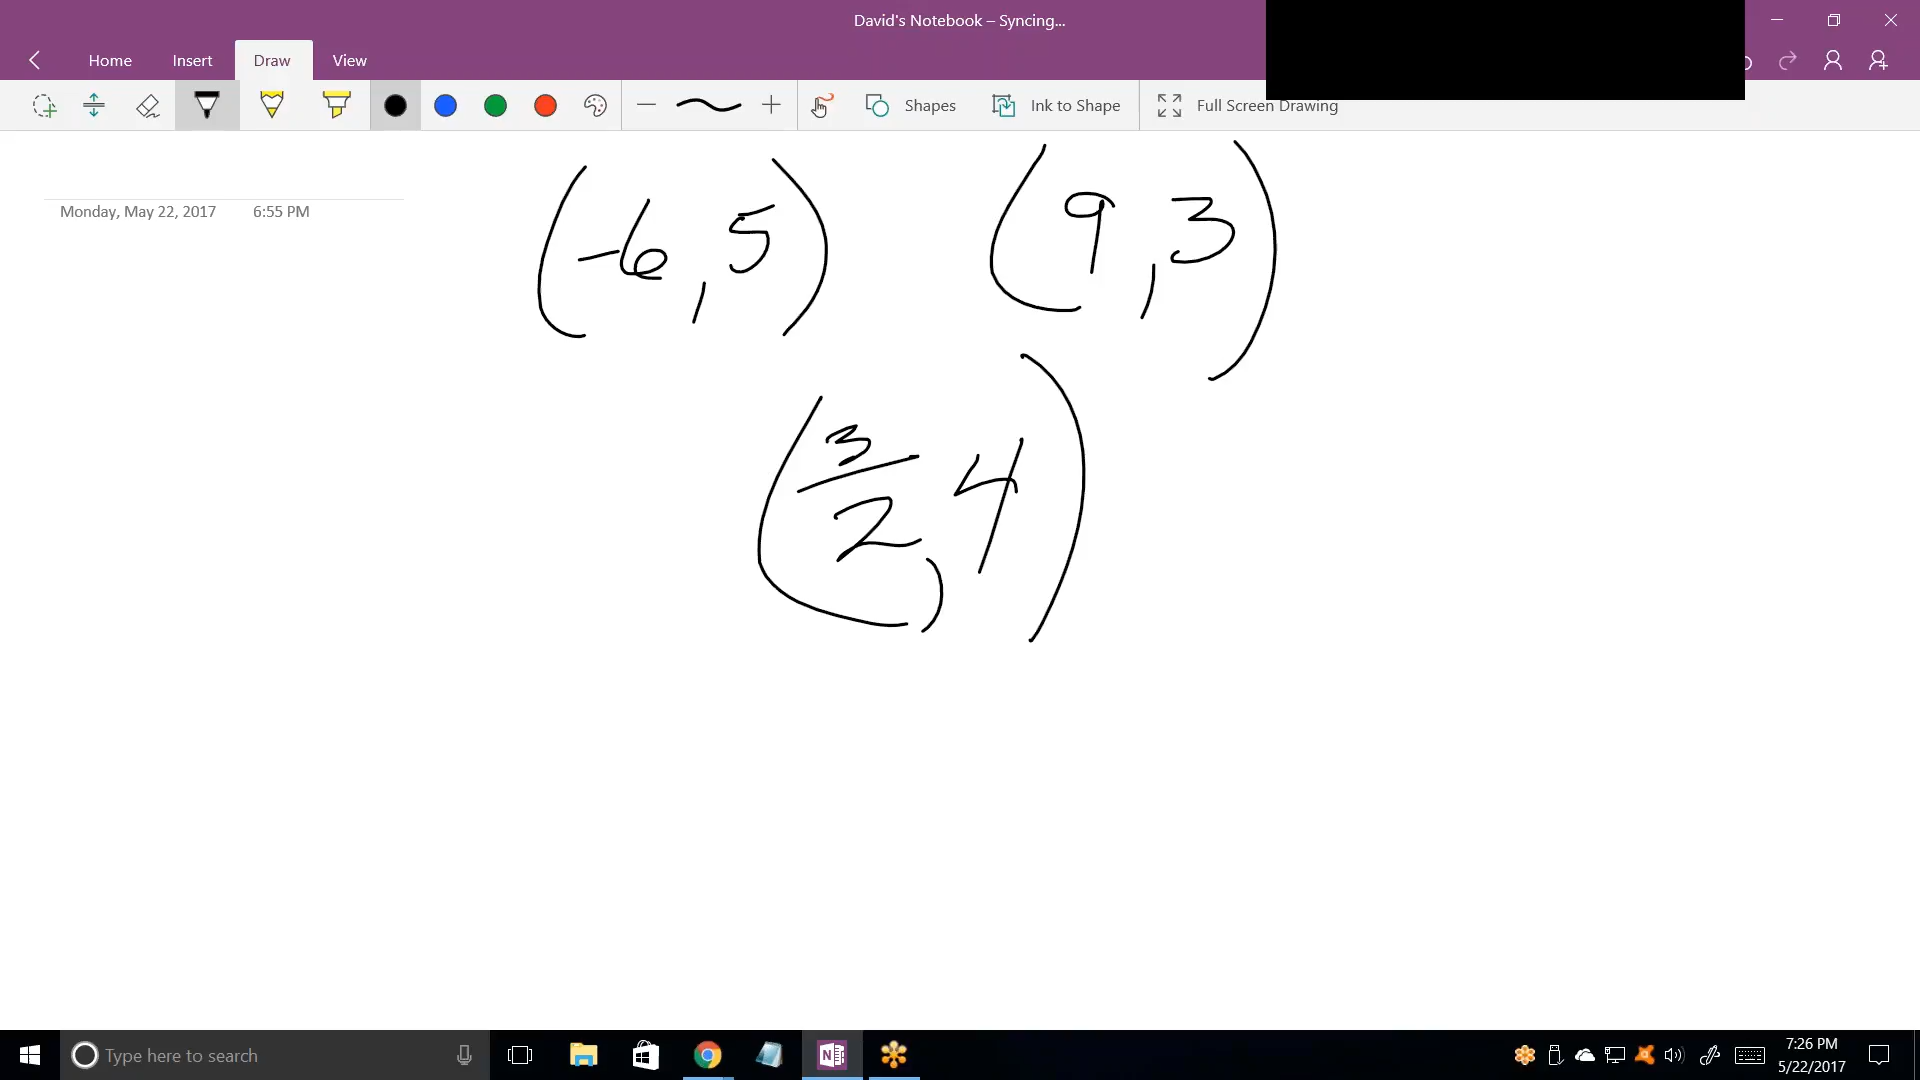 David's Notebook – Syncing...
Home Insert Draw View
Shapes Ink to Shape Full Screen Drawing
Monday, May 22, 2017 6:55 PM
(-6, 5) (9, 3)
(3/2, 4)
Type here to search
7:26 PM
5/22/2017